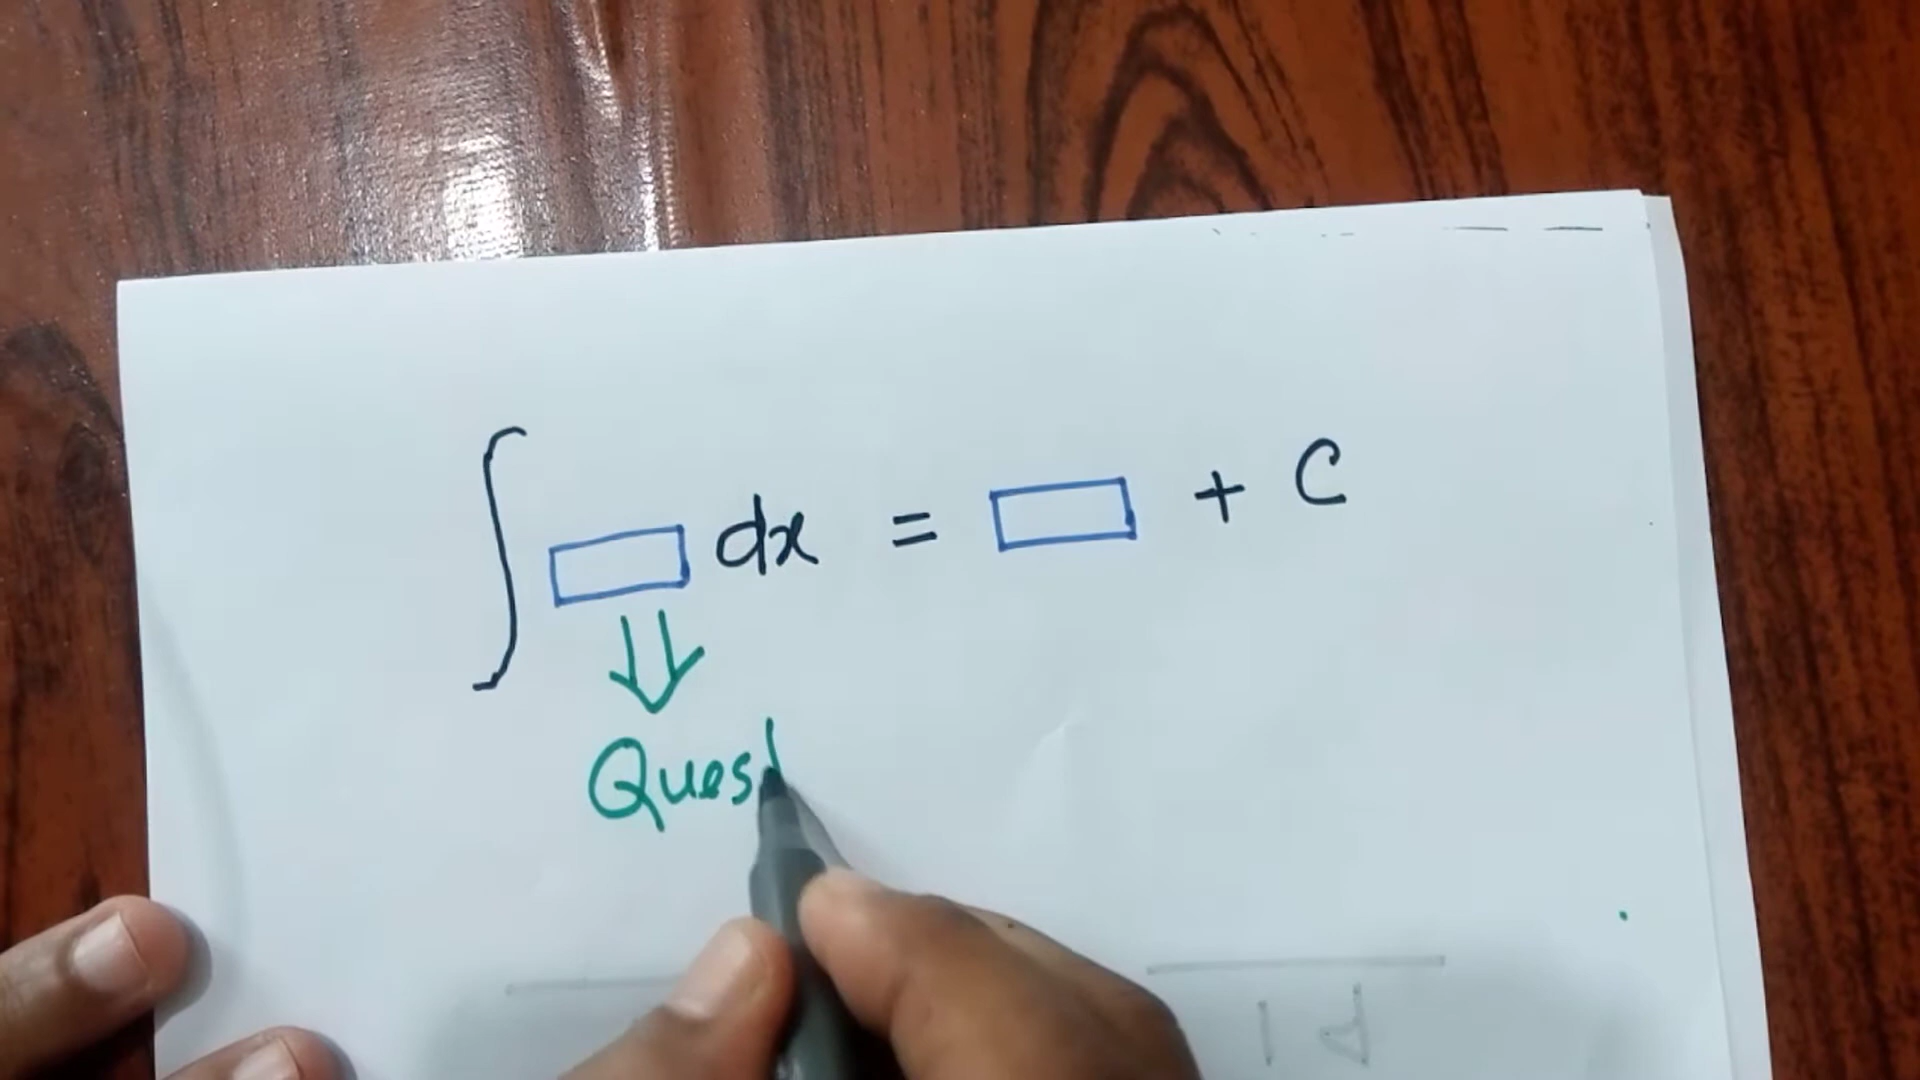 ∫ ▭ dx = ▭ + C
Quest